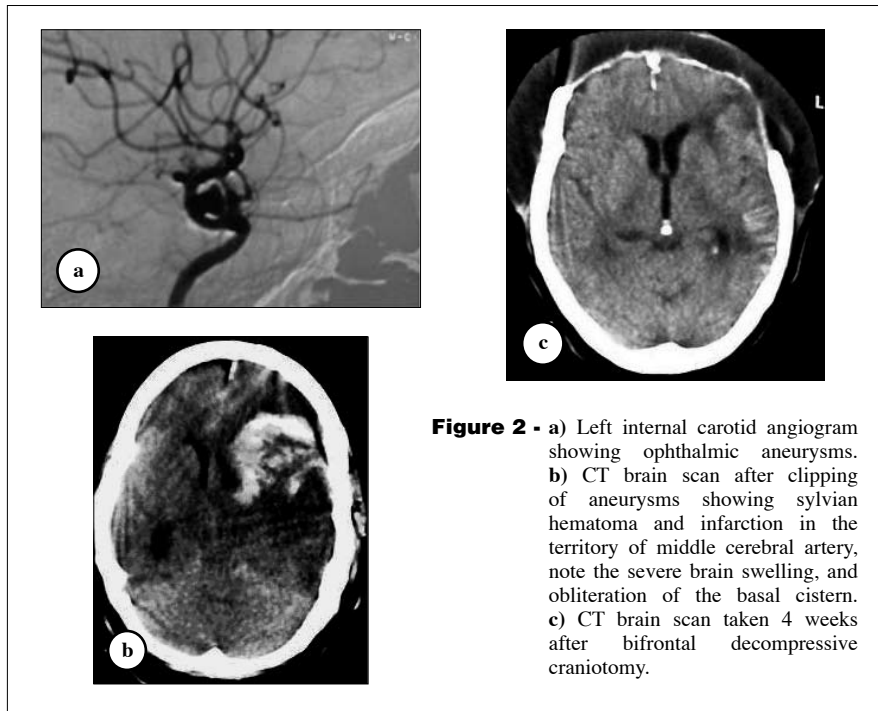 a
L
c
b
Figure 2 - a) Left internal carotid angiogram
showing ophthalmic aneurysms.
b) CT brain scan after clipping
of aneurysms showing sylvian
hematoma and infarction in the
territory of middle cerebral artery,
note the severe brain swelling, and
obliteration of the basal cistern.
c) CT brain scan taken 4 weeks
after bifrontal decompressive
craniotomy.